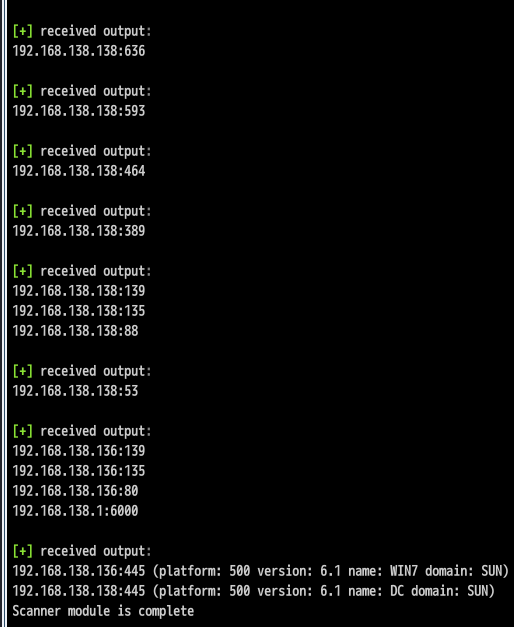 [+] received output:
192.168.138.138:636
[+] received output:
192.168.138.138:593
[+] received output:
192.168.138.138:464
[+] received output:
192.168.138.138:389
[+] received output:
192.168.138.138:139
192.168.138.138:135
192.168.138.138:88
[+] received output:
192.168.138.138:53
[+] received output:
192.168.138.136:139
192.168.138.136:135
192.168.138.136:80
192.168.138.1:6000
[+] received output:
192.168.138.136:445 (platform: 500 version: 6.1 name: WIN7 domain: SUN)
192.168.138.138:445 (platform: 500 version: 6.1 name: DC domain: SUN)
Scanner module is complete